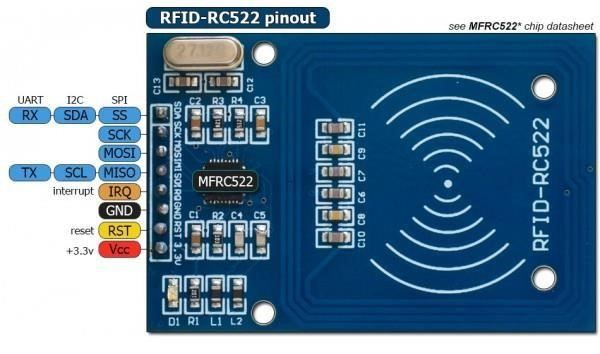 RFID-RC522 pinout
see MFRC522* chip datasheet
27.12
C13
C12
UART I2C SPI
RX SDA SS
SCK
MOSI
TX SCL MISO
interrupt IRQ
GND
reset RST
+3.3v Vcc
SDA SCK MOSI MISO IRQ GND RST 3.3V
C2 R3 R4 C3
MFRC522
C1 R2 C4 C5
D1 R1 L1 L2
C11
C9
C7
C6
C8
C10
RFID-RC522